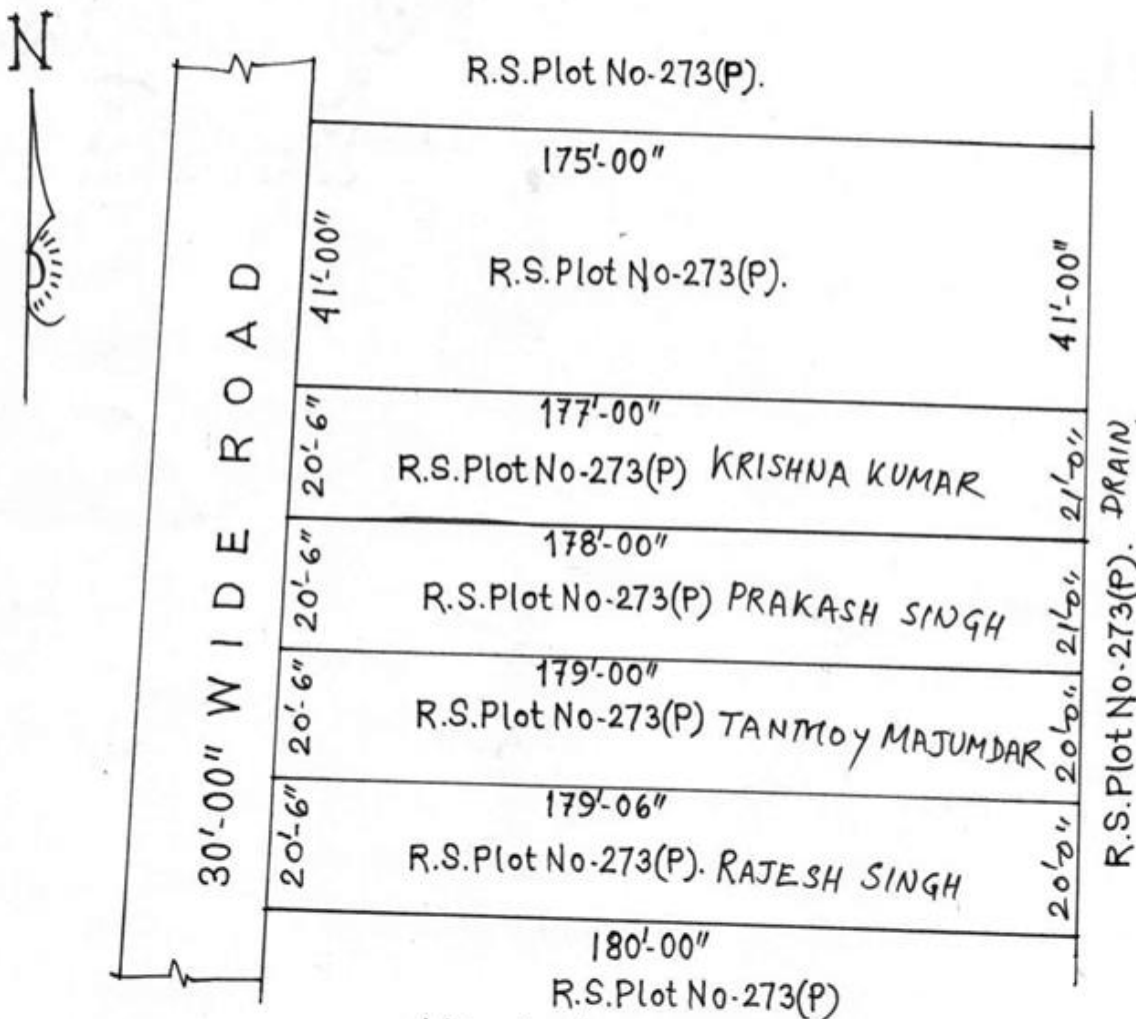 N
R.S.Plot No-273(P).
175'-00"
41'-00"
R.S.Plot No-273(P).
41'-00"
177'-00"
20'-6"
R.S.Plot No-273(P) KRISHNA KUMAR
21'-0"
178'-00"
20'-6"
R.S.Plot No-273(P) PRAKASH SINGH
21'-0"
179'-00"
20'-6"
R.S.Plot No-273(P) TANMOY MAJUMDAR
20'-0"
179'-06"
20'-6"
R.S.Plot No-273(P). RAJESH SINGH
20'-0"
180'-00"
R.S.Plot No-273(P)
30'-00" WIDE ROAD
R.S.Plot No-273(P). DRAIN